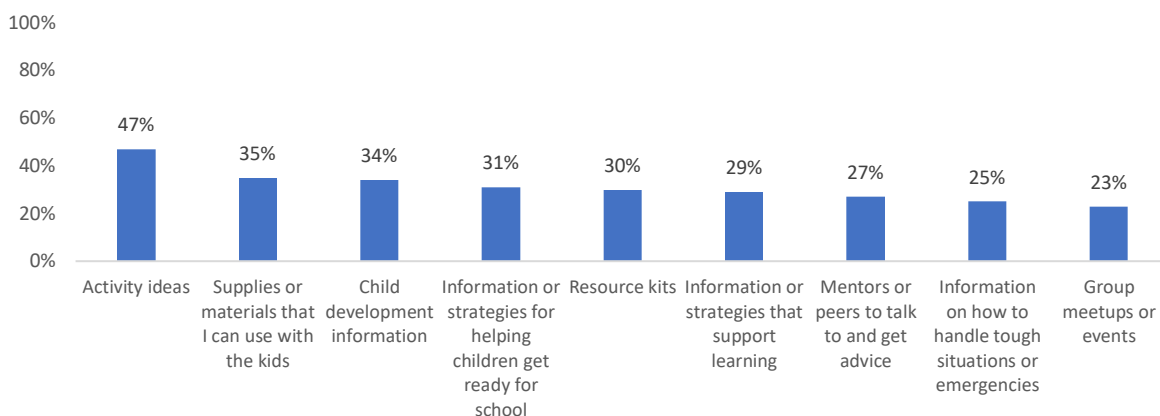 100%
80%
60%
40%
20%
0%
47%
35%
34%
31%
30%
29%
27%
25%
23%
Activity ideas
Supplies or
materials that
I can use with
the kids
Child
development
information
Information or
strategies for
helping
children get
ready for
school
Resource kits
Information or
strategies that
support
learning
Mentors or
peers to talk
to and get
advice
Information
on how to
handle tough
situations or
emergencies
Group
meetups or
events